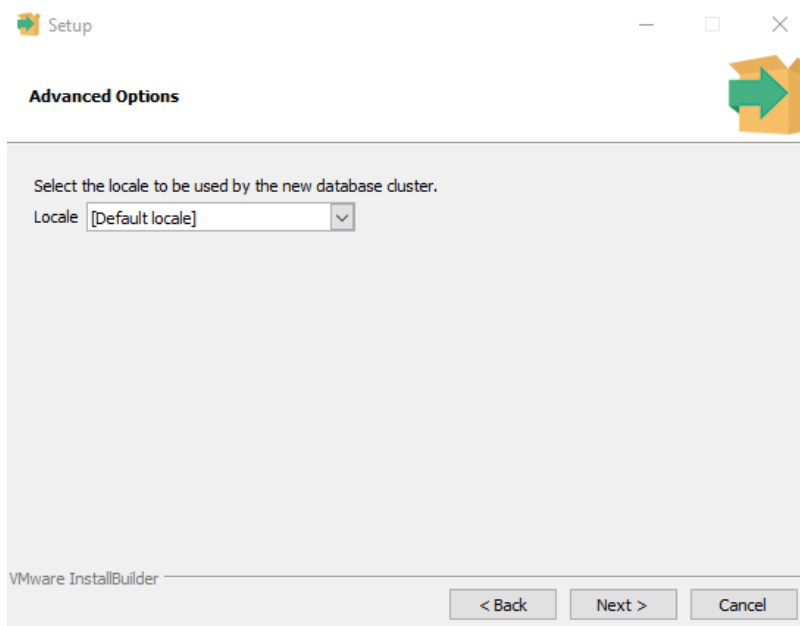 Setup
Advanced Options
Select the locale to be used by the new database cluster.
Locale [Default locale]
VMware InstallBuilder
< Back Next > Cancel